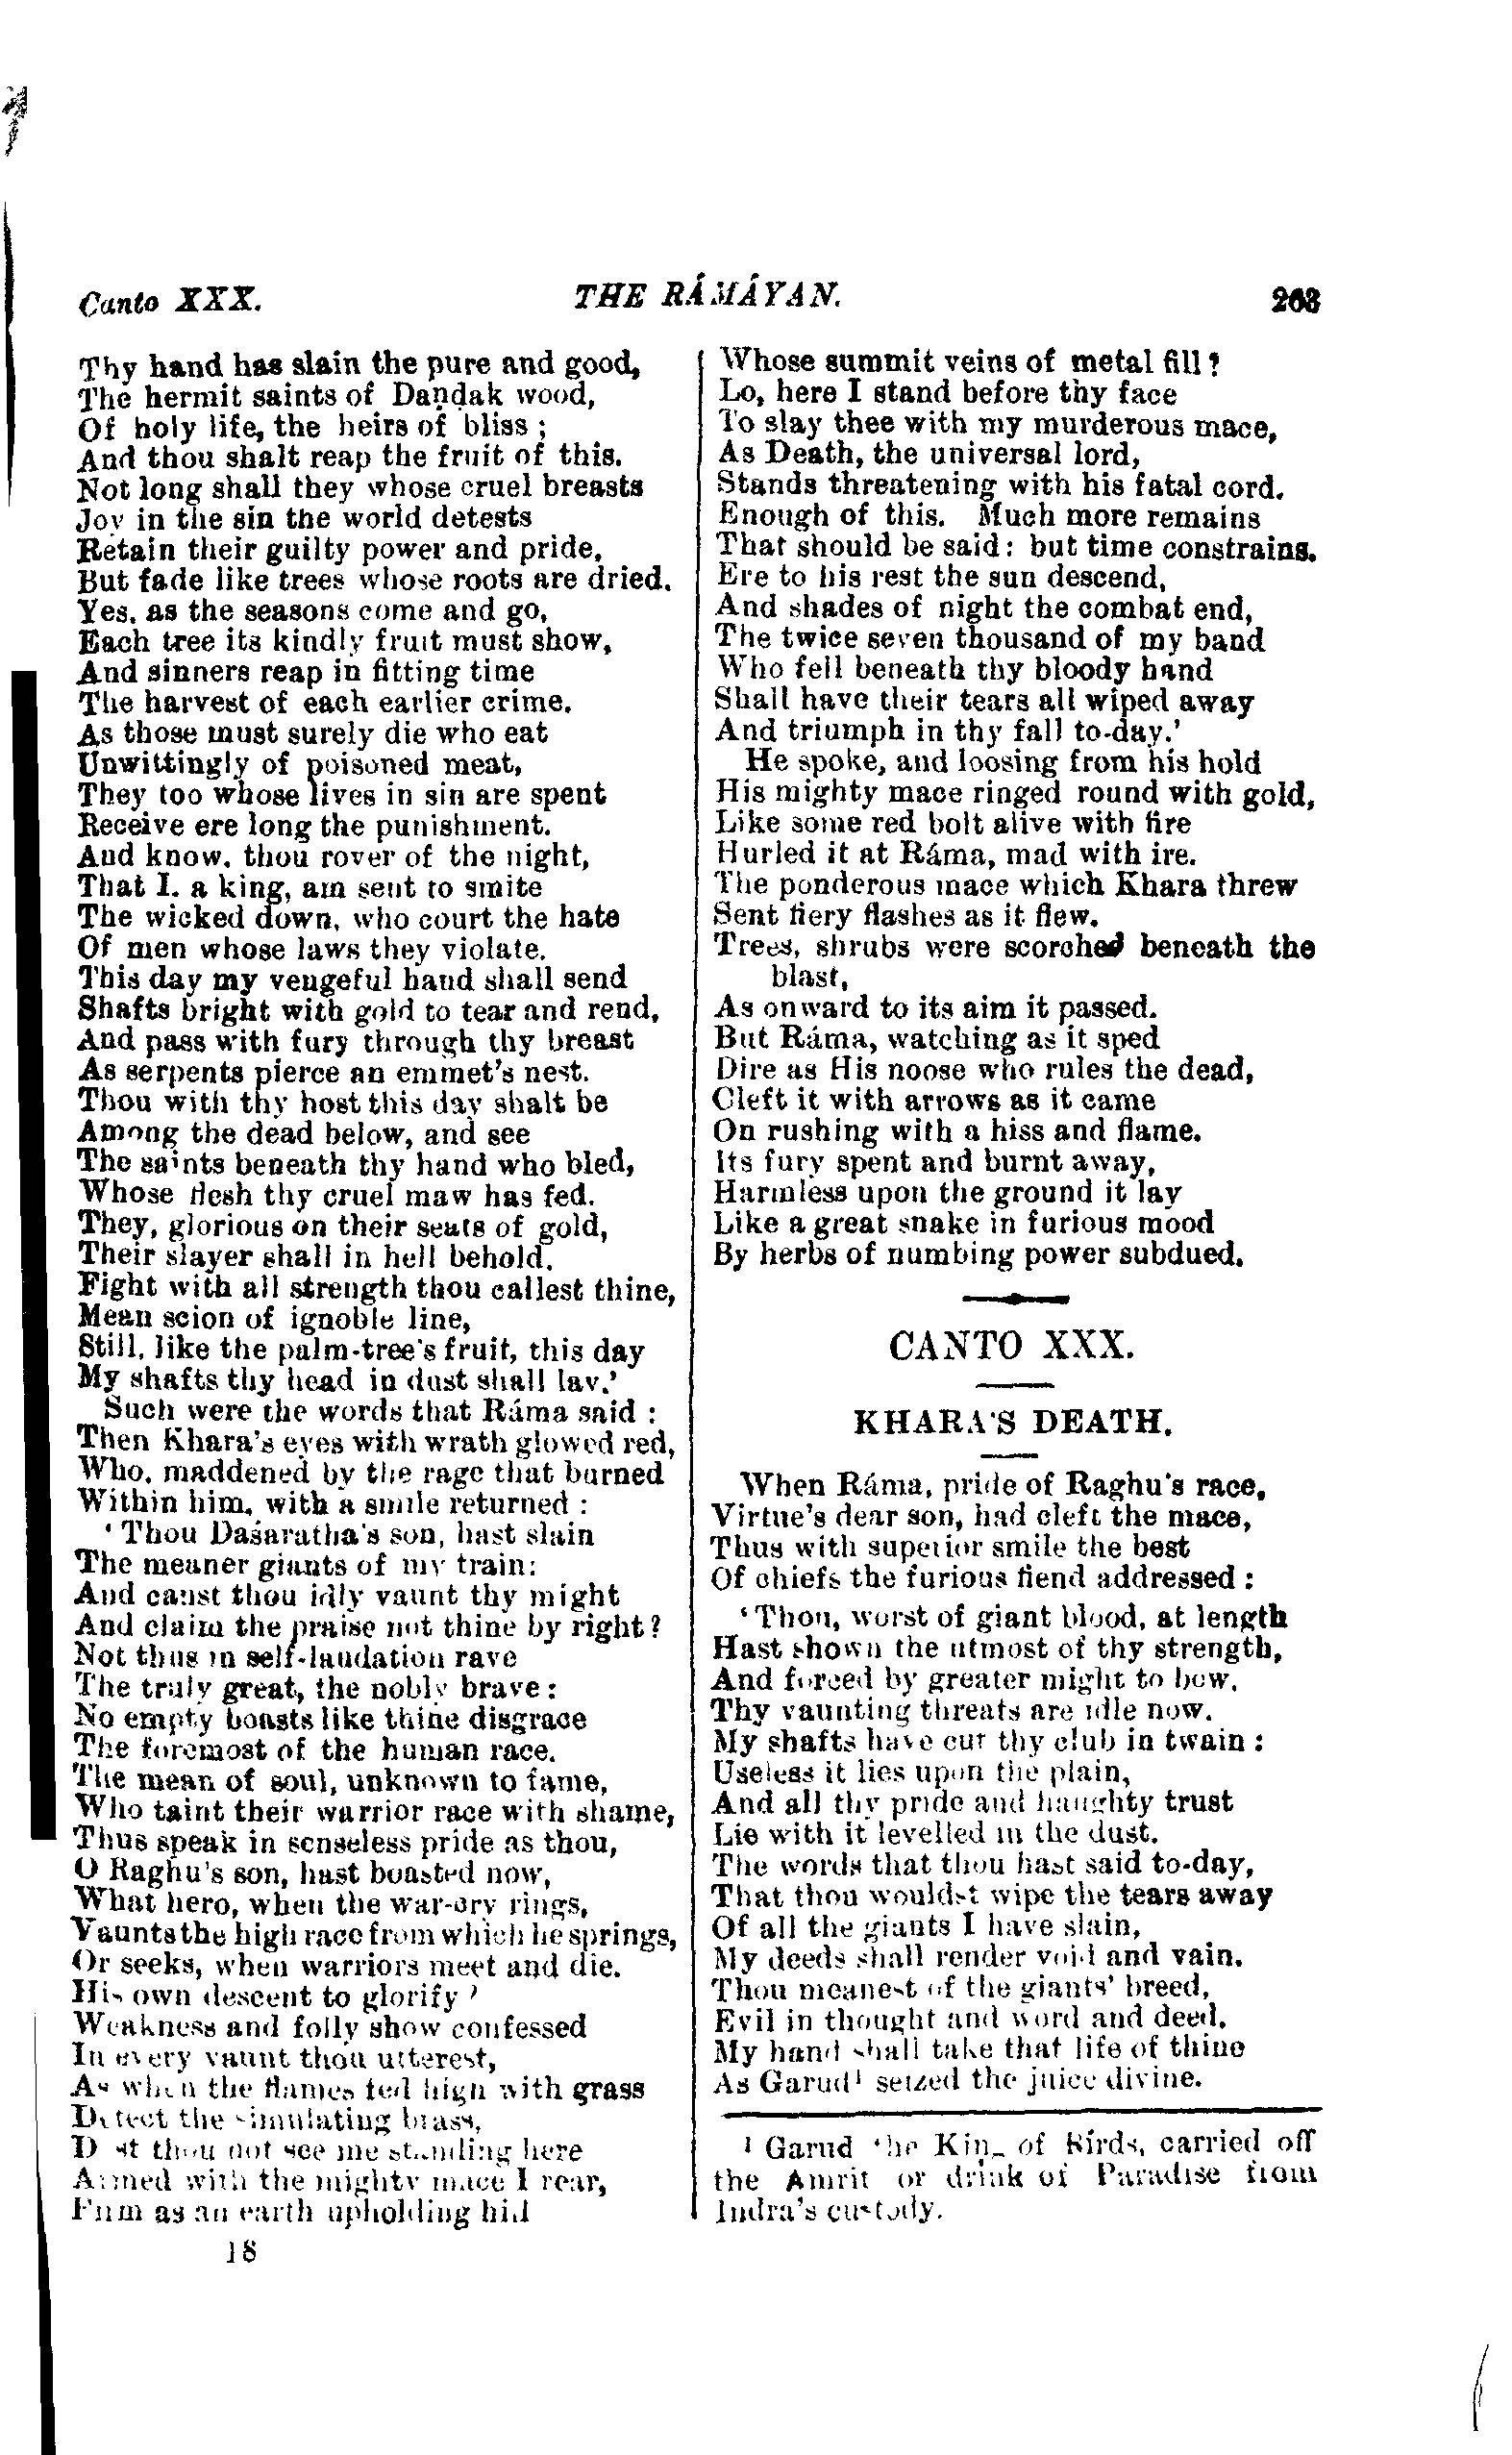 Canto XXX.
THE RÁMÁYAN.
263
Thy hand has slain the pure and good,
The hermit saints of Daṇḍak wood,
Of holy life, the heirs of bliss ;
And thou shalt reap the fruit of this.
Not long shall they whose cruel breasts
Joy in the sin the world detests
Retain their guilty power and pride,
But fade like trees whose roots are dried.
Yes, as the seasons come and go,
Each tree its kindly fruit must show,
And sinners reap in fitting time
The harvest of each earlier crime.
As those must surely die who eat
Unwittingly of poisoned meat,
They too whose lives in sin are spent
Receive ere long the punishment.
And know, thou rover of the night,
That I, a king, am sent to smite
The wicked down, who court the hate
Of men whose laws they violate.
This day my vengeful hand shall send
Shafts bright with gold to tear and rend,
And pass with fury through thy breast
As serpents pierce an emmet's nest.
Thou with thy host this day shalt be
Among the dead below, and see
The saints beneath thy hand who bled,
Whose flesh thy cruel maw has fed.
They, glorious on their seats of gold,
Their slayer shall in hell behold.
Fight with all strength thou callest thine,
Mean scion of ignoble line,
Still, like the palm-tree's fruit, this day
My shafts thy head in dust shall lay.'
Such were the words that Ráma said :
Then Khara's eyes with wrath glowed red,
Who, maddened by the rage that burned
Within him, with a smile returned :
' Thou Daśaratha's son, hast slain
The meaner giants of my train:
And canst thou idly vaunt thy might
And claim the praise not thine by right?
Not thus in self-laudation rave
The truly great, the nobly brave:
No empty boasts like thine disgrace
The foremost of the human race.
The mean of soul, unknown to fame,
Who taint their warrior race with shame,
Thus speak in senseless pride as thou,
O Raghu's son, hast boasted now,
What hero, when the war-cry rings,
Vaunts the high race from which he springs,
Or seeks, when warriors meet and die.
His own descent to glorify ?
Weakness and folly show confessed
In every vaunt thou utterest,
As when the flames fed high with grass
Detect the simulating brass,
Dost thou not see me standing here
Armed with the mighty mace I rear,
Firm as an earth upholding hill
18
Whose summit veins of metal fill?
Lo, here I stand before thy face
To slay thee with my murderous mace,
As Death, the universal lord,
Stands threatening with his fatal cord.
Enough of this. Much more remains
That should be said: but time constrains.
Ere to his rest the sun descend,
And shades of night the combat end,
The twice seven thousand of my band
Who fell beneath thy bloody hand
Shall have their tears all wiped away
And triumph in thy fall to-day.'
He spoke, and loosing from his hold
His mighty mace ringed round with gold,
Like some red bolt alive with fire
Hurled it at Ráma, mad with ire.
The ponderous mace which Khara threw
Sent fiery flashes as it flew.
Trees, shrubs were scorched beneath the
blast,
As onward to its aim it passed.
But Ráma, watching as it sped
Dire as His noose who rules the dead,
Cleft it with arrows as it came
On rushing with a hiss and flame.
Its fury spent and burnt away,
Harmless upon the ground it lay
Like a great snake in furious mood
By herbs of numbing power subdued.
CANTO XXX.
KHARA'S DEATH.
When Ráma, pride of Raghu's race,
Virtue's dear son, had cleft the mace,
Thus with superior smile the best
Of chiefs the furious fiend addressed :
'Thou, worst of giant blood, at length
Hast shown the utmost of thy strength,
And forced by greater might to bow,
Thy vaunting threats are idle now.
My shafts have cut thy club in twain :
Useless it lies upon the plain,
And all thy pride and haughty trust
Lie with it levelled in the dust.
The words that thou hast said to-day,
That thou wouldst wipe the tears away
Of all the giants I have slain,
My deeds shall render void and vain.
Thou meanest of the giants' breed,
Evil in thought and word and deed,
My hand shall take that life of thine
As Garuḍ¹ seized the juice divine.
¹ Garuḍ the King of Birds, carried off
the Amrit or drink of Paradise from
Indra's custody.